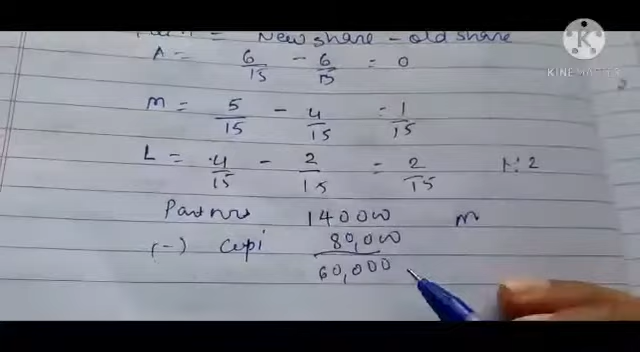 = New share - old share
KINEMASTER
A = 6/15 - 6/15 = 0
M = 5/15 - 4/15 = 1/15
L = 4/15 - 2/15 = 2/15 1:2
Partners 140000 M
(-) Capi 80,000
60,000